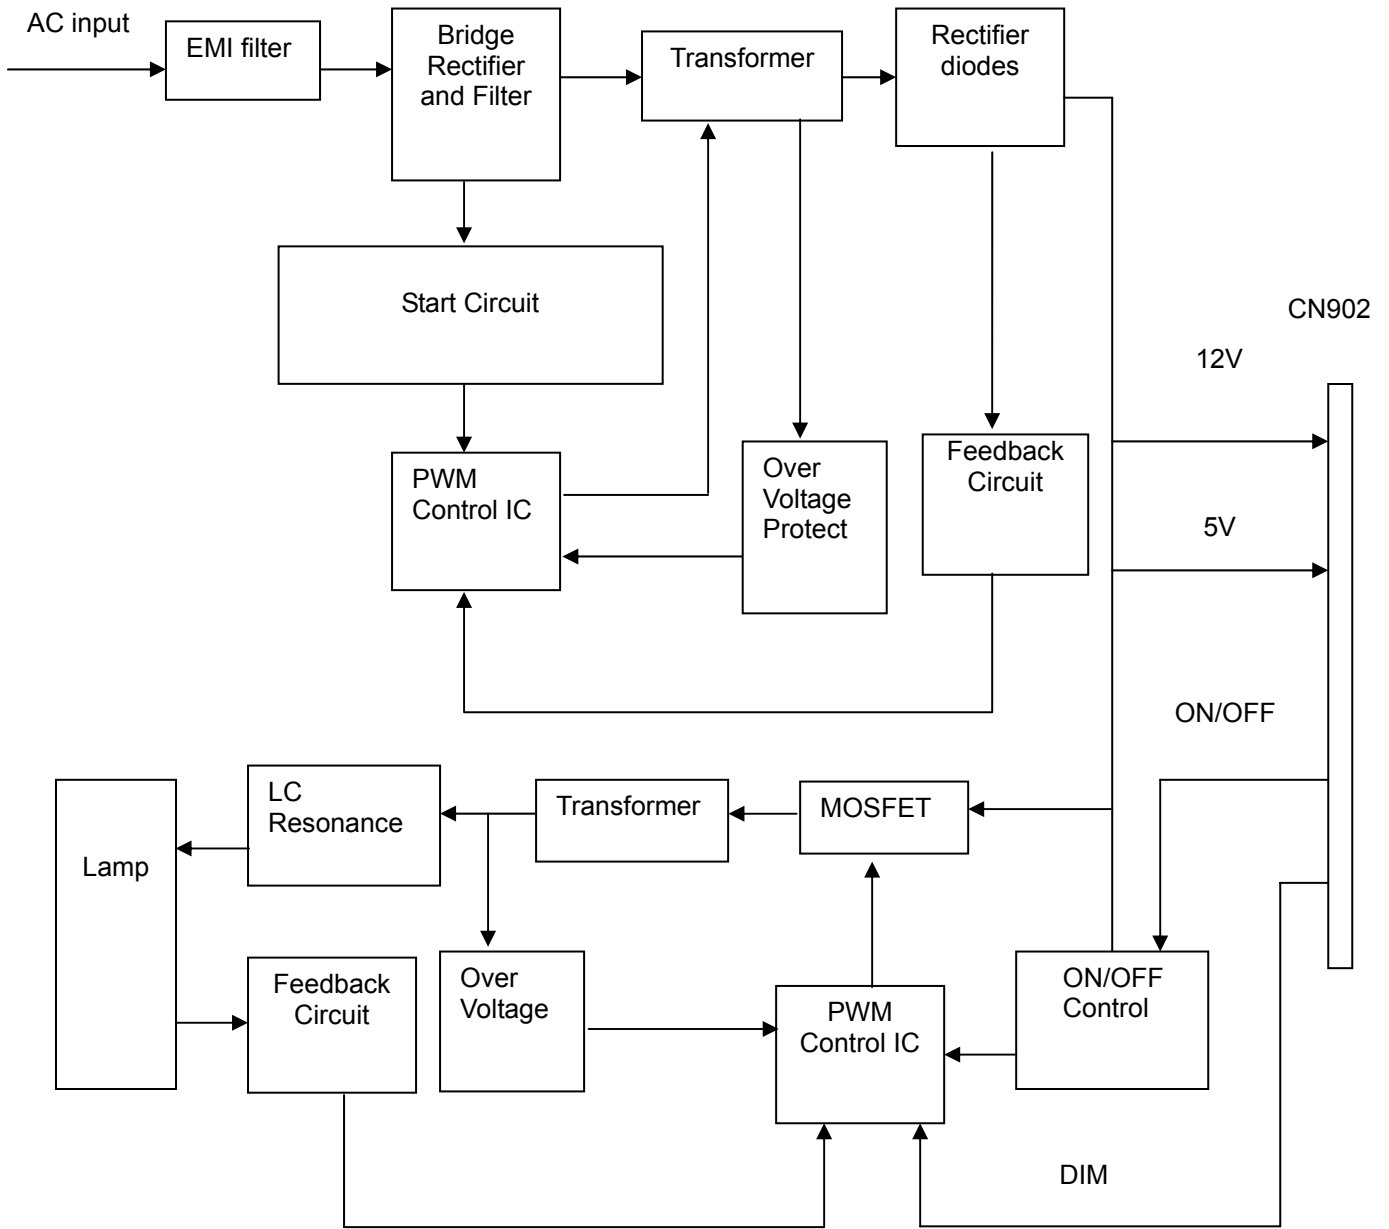 AC input
EMI filter
Bridge
Rectifier
and Filter
Transformer
Rectifier
diodes
Start Circuit
CN902
12V
PWM
Control IC
Over
Voltage
Protect
Feedback
Circuit
5V
ON/OFF
LC
Resonance
Transformer
MOSFET
Lamp
Feedback
Circuit
Over
Voltage
PWM
Control IC
ON/OFF
Control
DIM